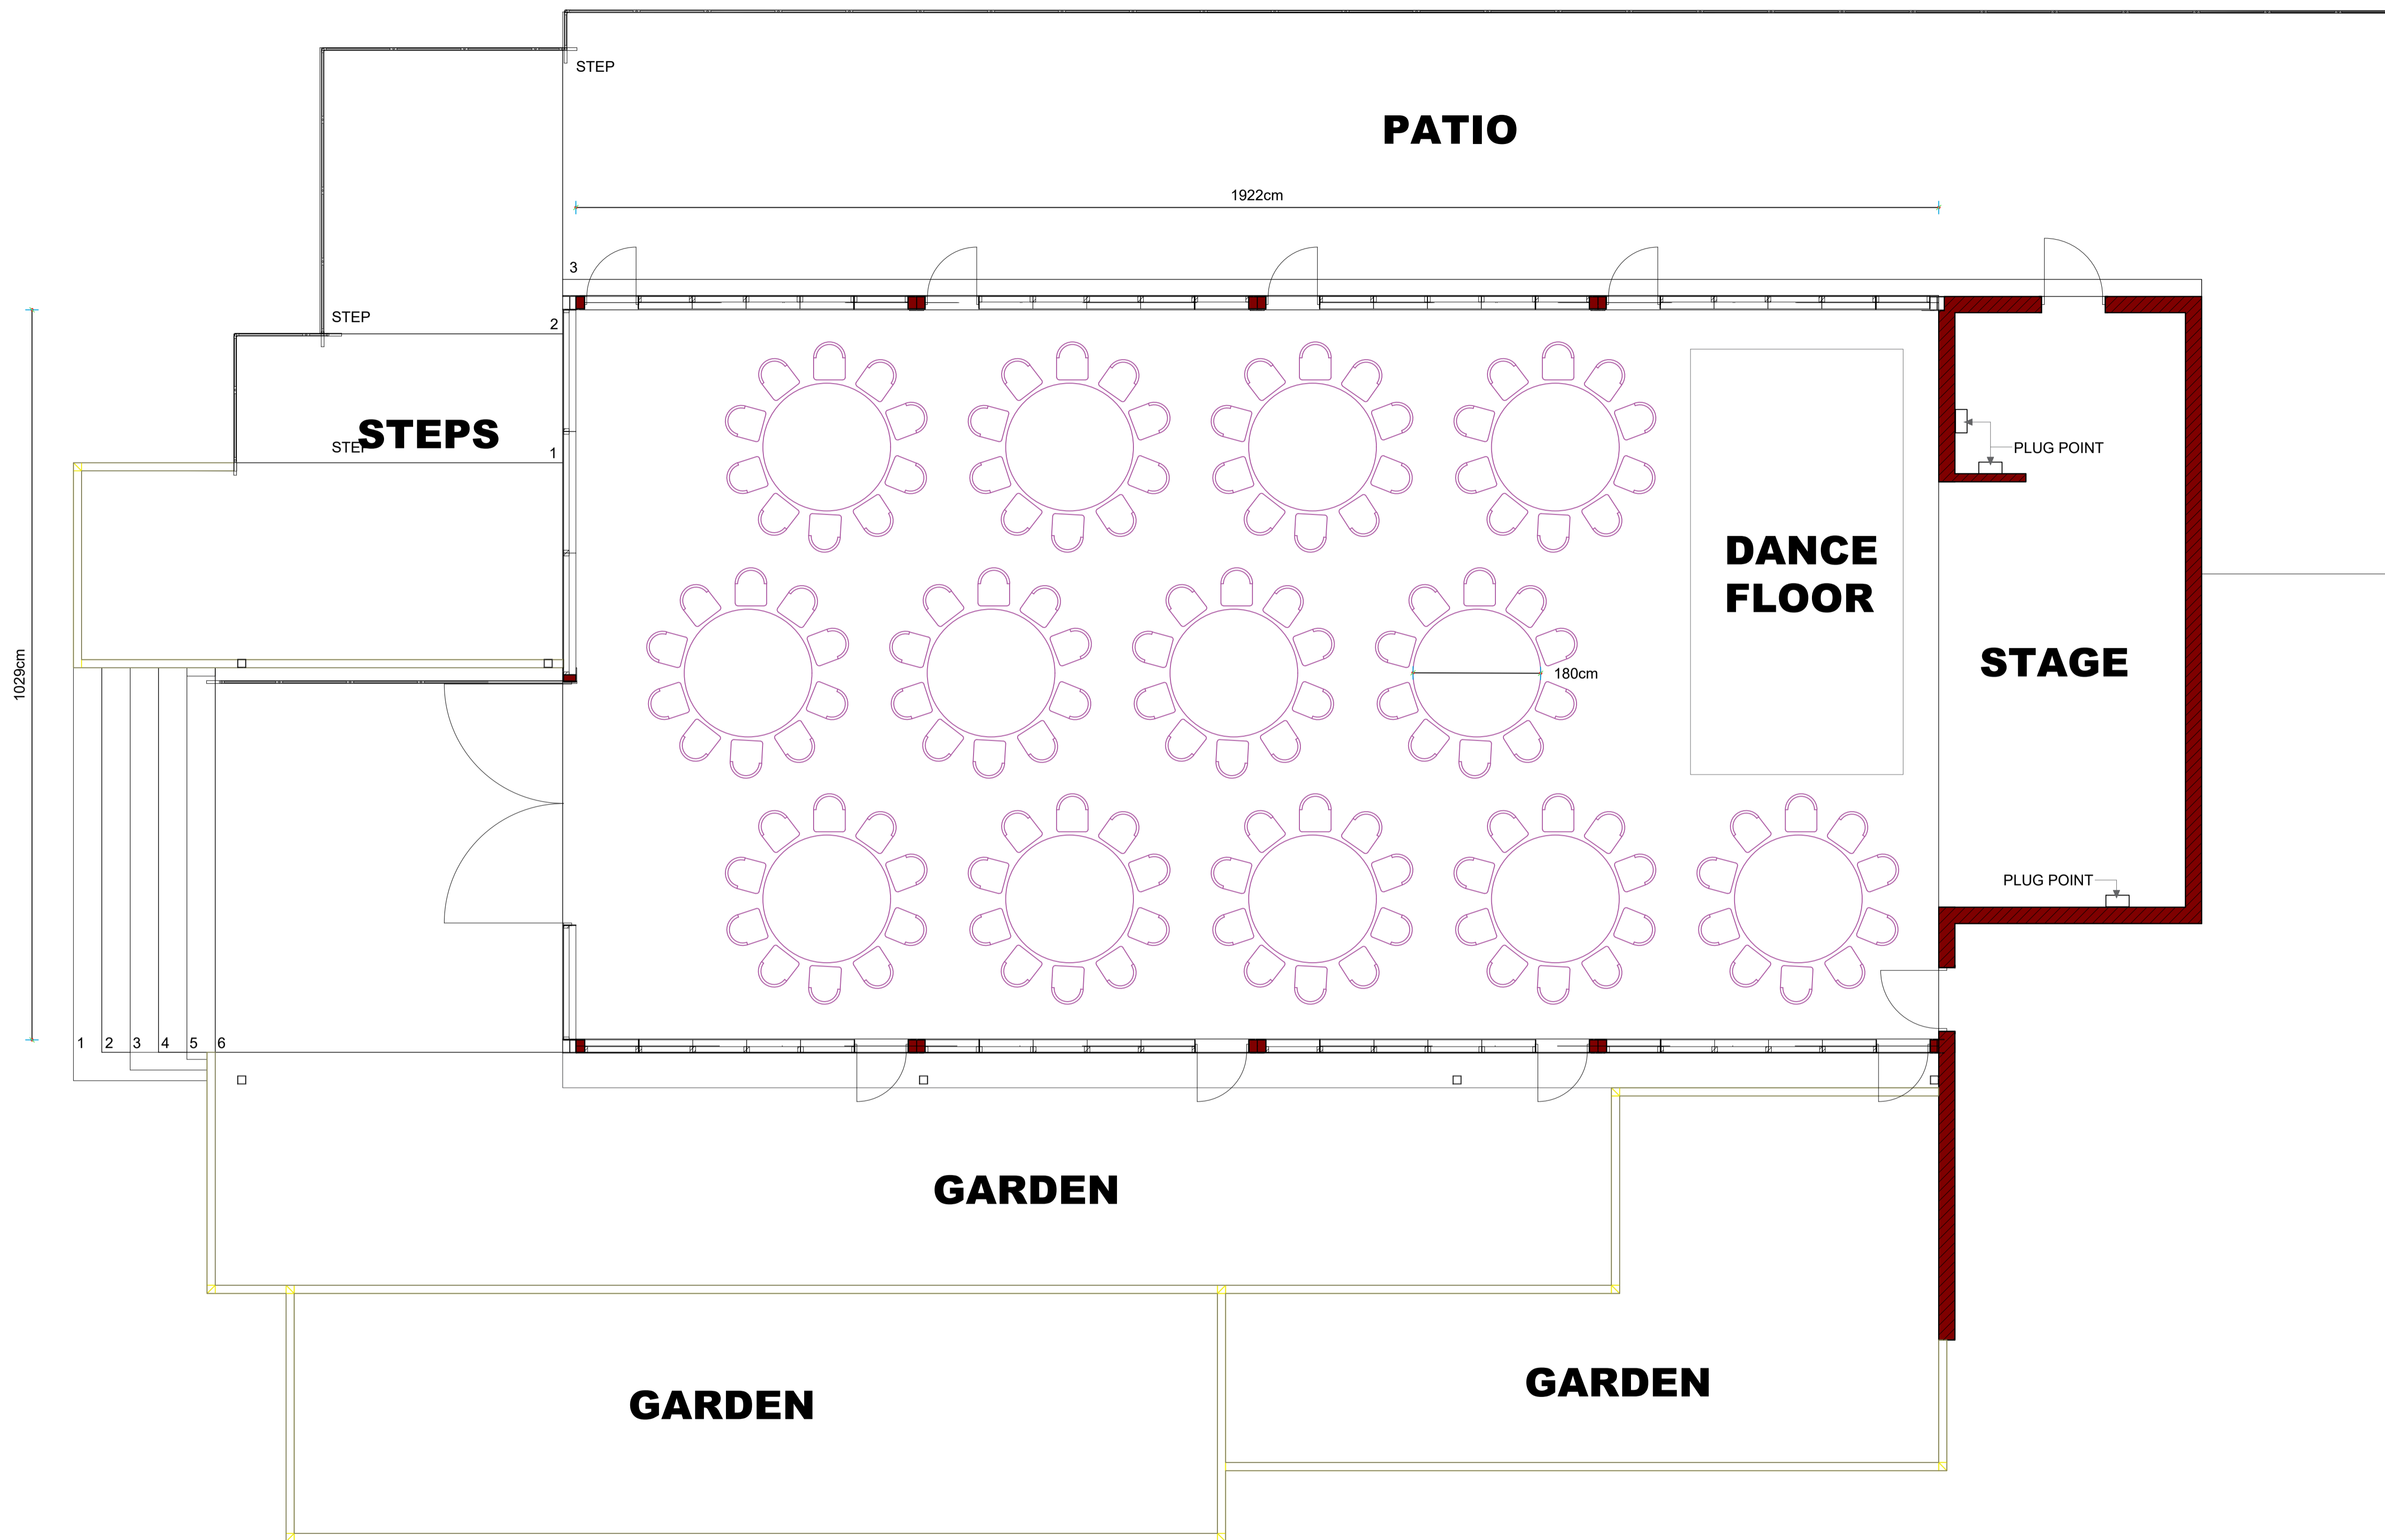 STEP
PATIO
1922cm
3
STEP
2
STEPS
STEP
1
PLUG POINT
DANCE
FLOOR
STAGE
1029cm
180cm
PLUG POINT
1
2
3
4
5
6
GARDEN
GARDEN
GARDEN